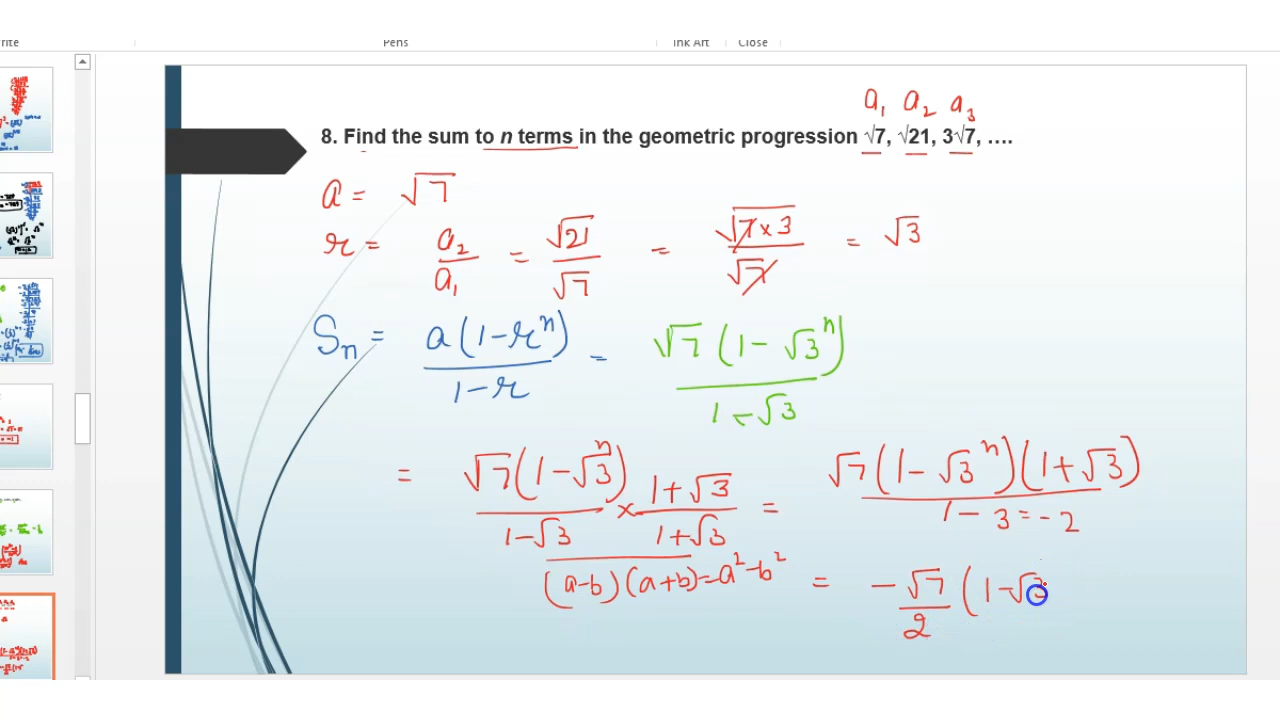 rite Pens Ink Art Close
a₁ a₂ a₃
8. Find the sum to n terms in the geometric progression √7, √21, 3√7, ....
a = √7
r = a₂/a₁ = √21/√7 = √(7×3)/√7 = √3
Sₙ = a(1-rⁿ)/(1-r) = √7(1-√3ⁿ)/(1-√3)
= √7(1-√3ⁿ)/(1-√3) × (1+√3)/(1+√3) = √7(1-√3ⁿ)(1+√3)/(1-3=-2)
(a-b)(a+b)=a²-b² = -√7/2 (1-√3